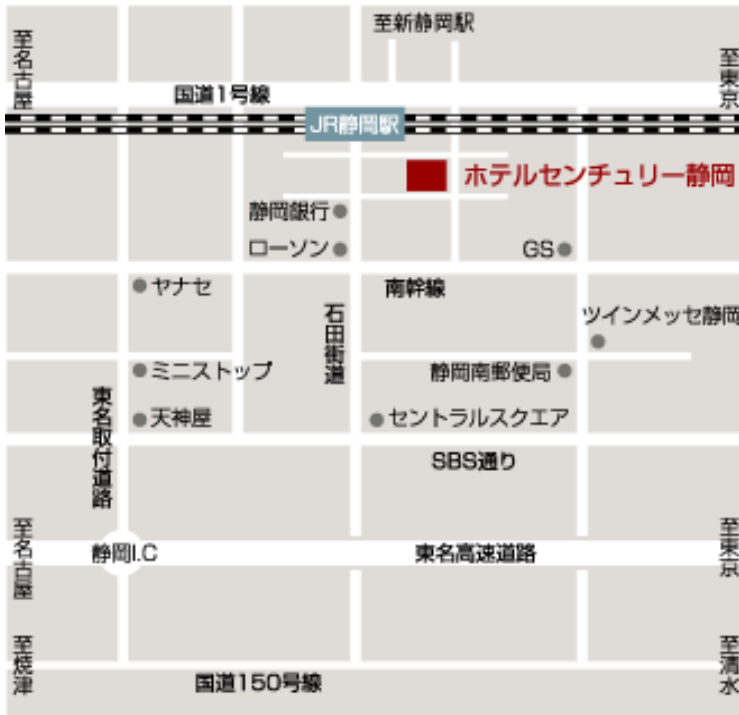 至新静岡駅
至名古屋
至東京
国道1号線
JR静岡駅
ホテルセンチュリー静岡
静岡銀行
ローソン
GS
ヤナセ
南幹線
石田街道
ツインメッセ静岡
ミニストップ
静岡南郵便局
東名取付道路
天神屋
セントラルスクエア
SBS通り
至名古屋
静岡I.C
東名高速道路
至東京
至焼津
国道150号線
至清水